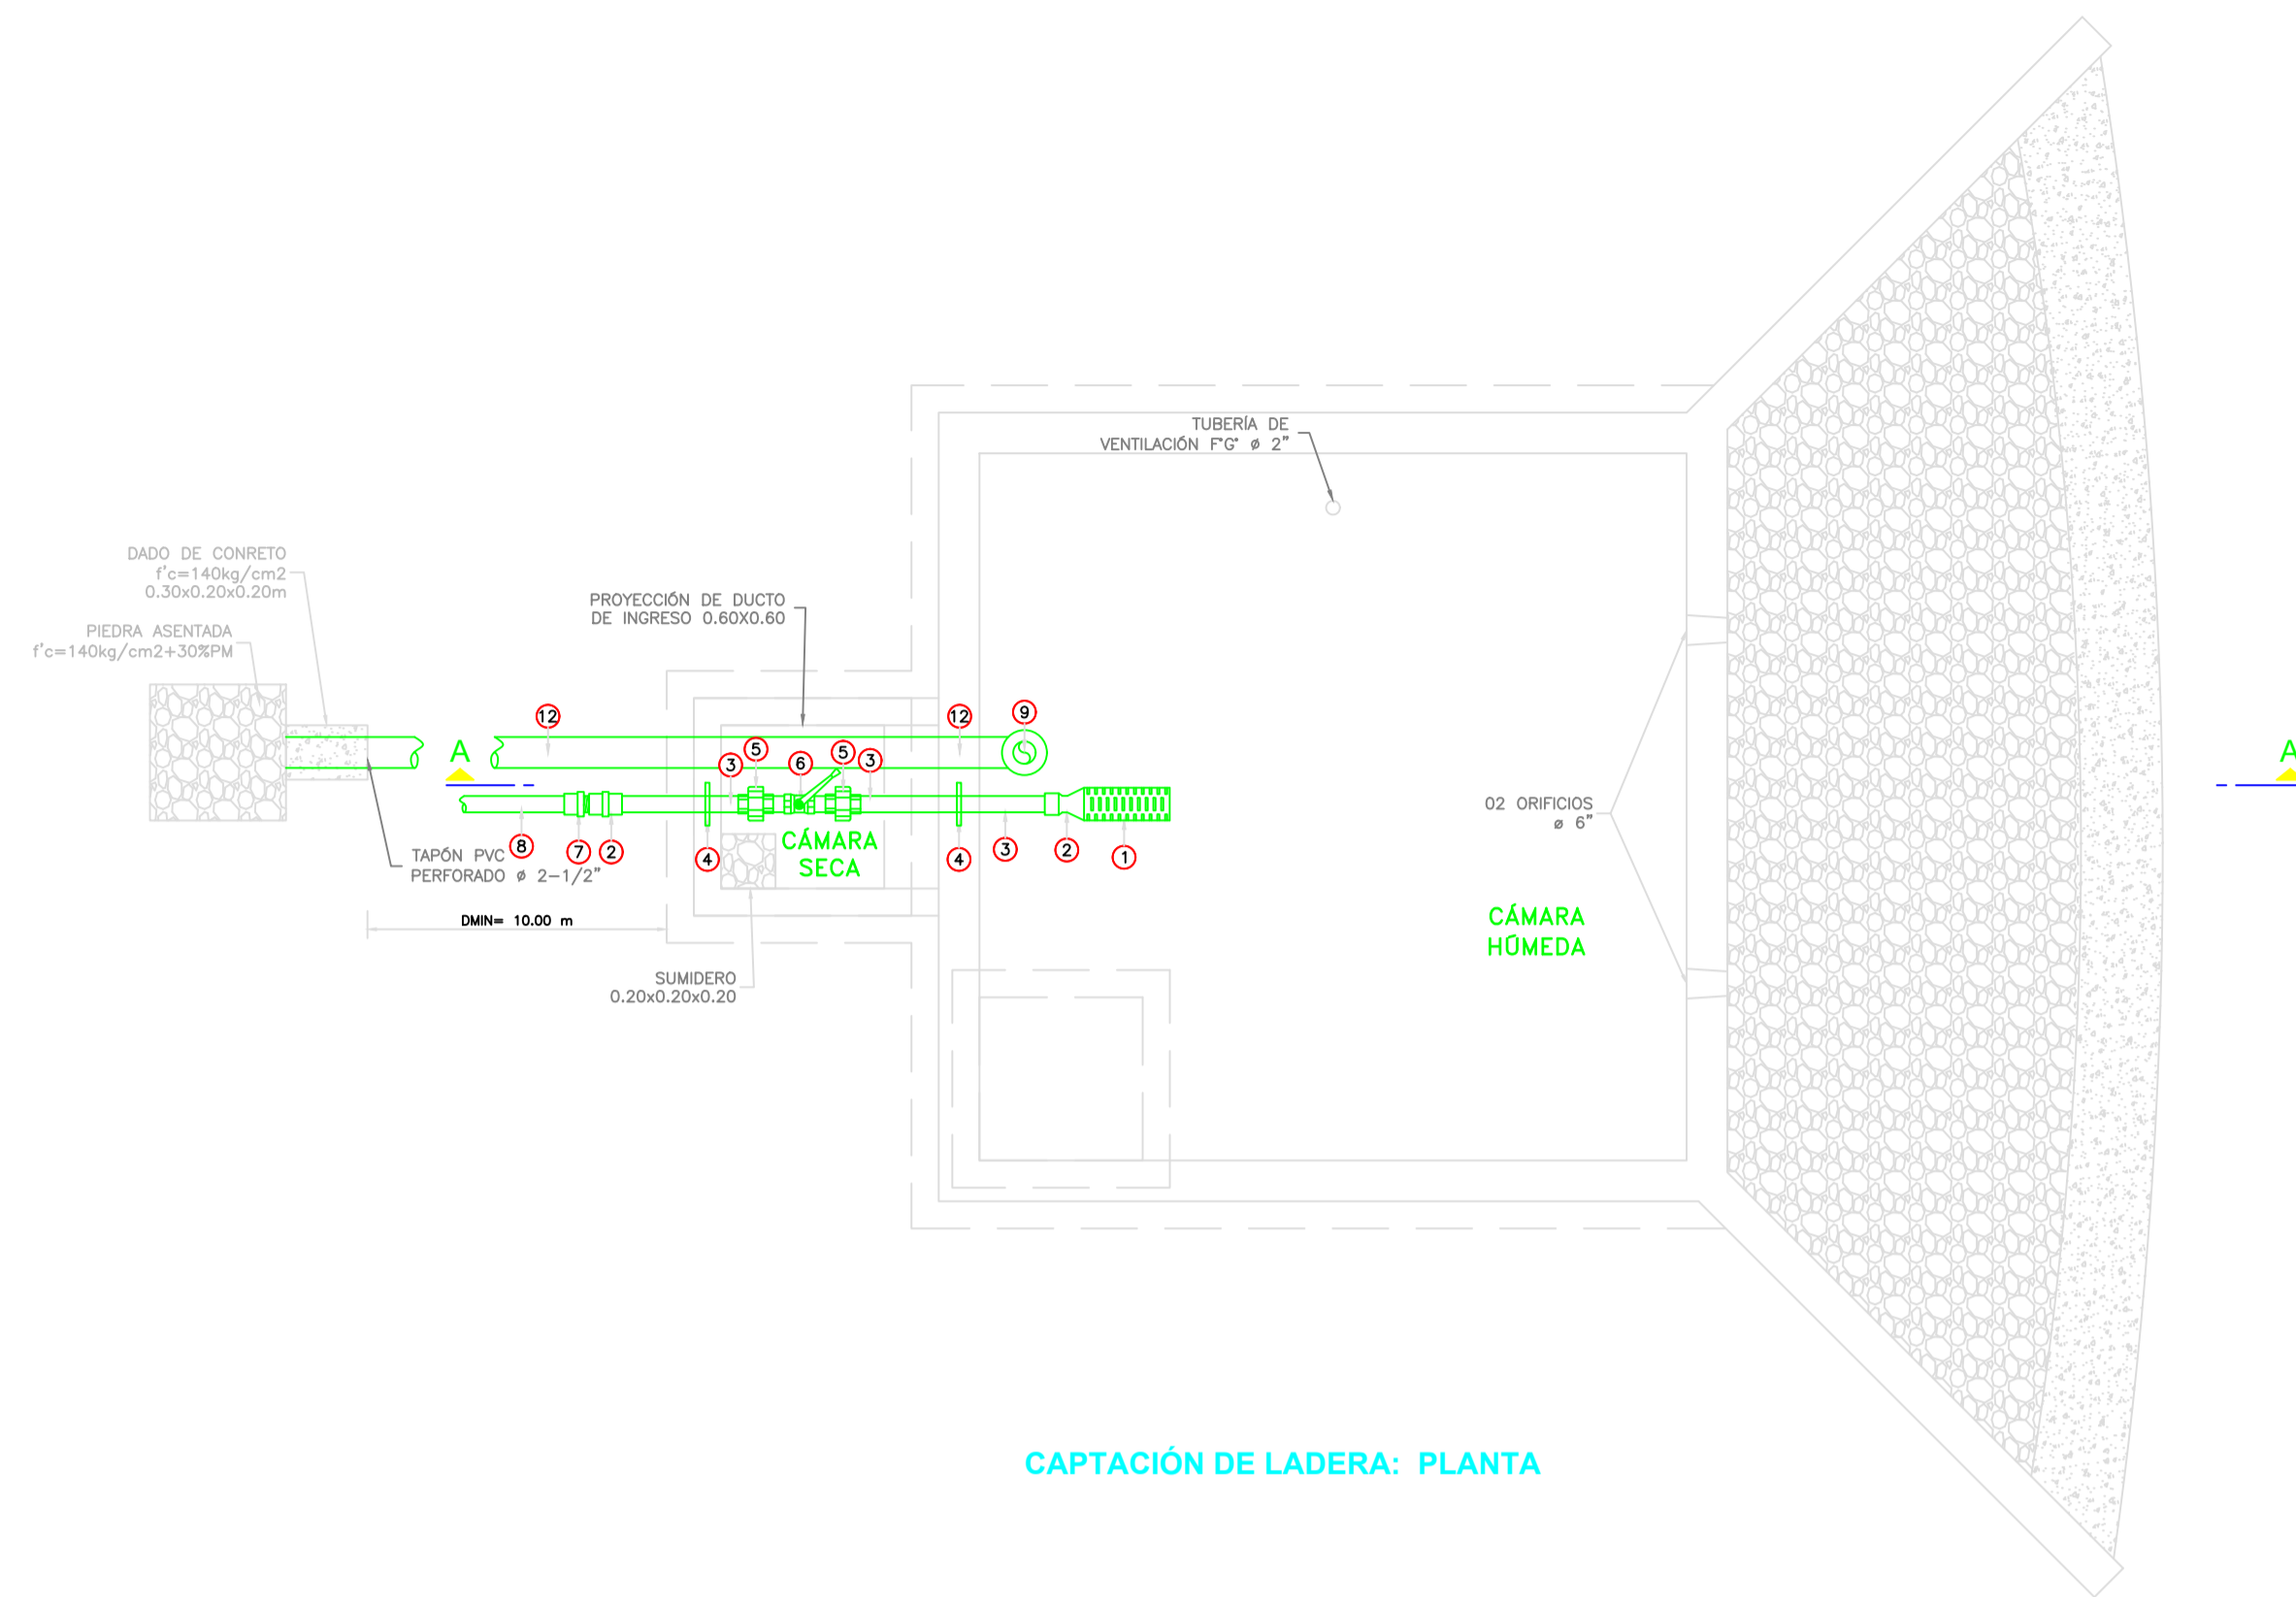 TUBERÍA DE
VENTILACIÓN F°G° ø 2"
DADO DE CONRETO
f'c=140kg/cm2
0.30x0.20x0.20m
PIEDRA ASENTADA
f'c=140kg/cm2+30%PM
PROYECCIÓN DE DUCTO
DE INGRESO 0.60X0.60
12
12
9
A
A
5
5
3
3
6
02 ORIFICIOS
ø 6"
8
7
2
4
4
3
2
1
CÁMARA
SECA
TAPÓN PVC
PERFORADO ø 2-1/2"
DMIN= 10.00 m
CÁMARA
HÚMEDA
SUMIDERO
0.20x0.20x0.20
CAPTACIÓN DE LADERA: PLANTA